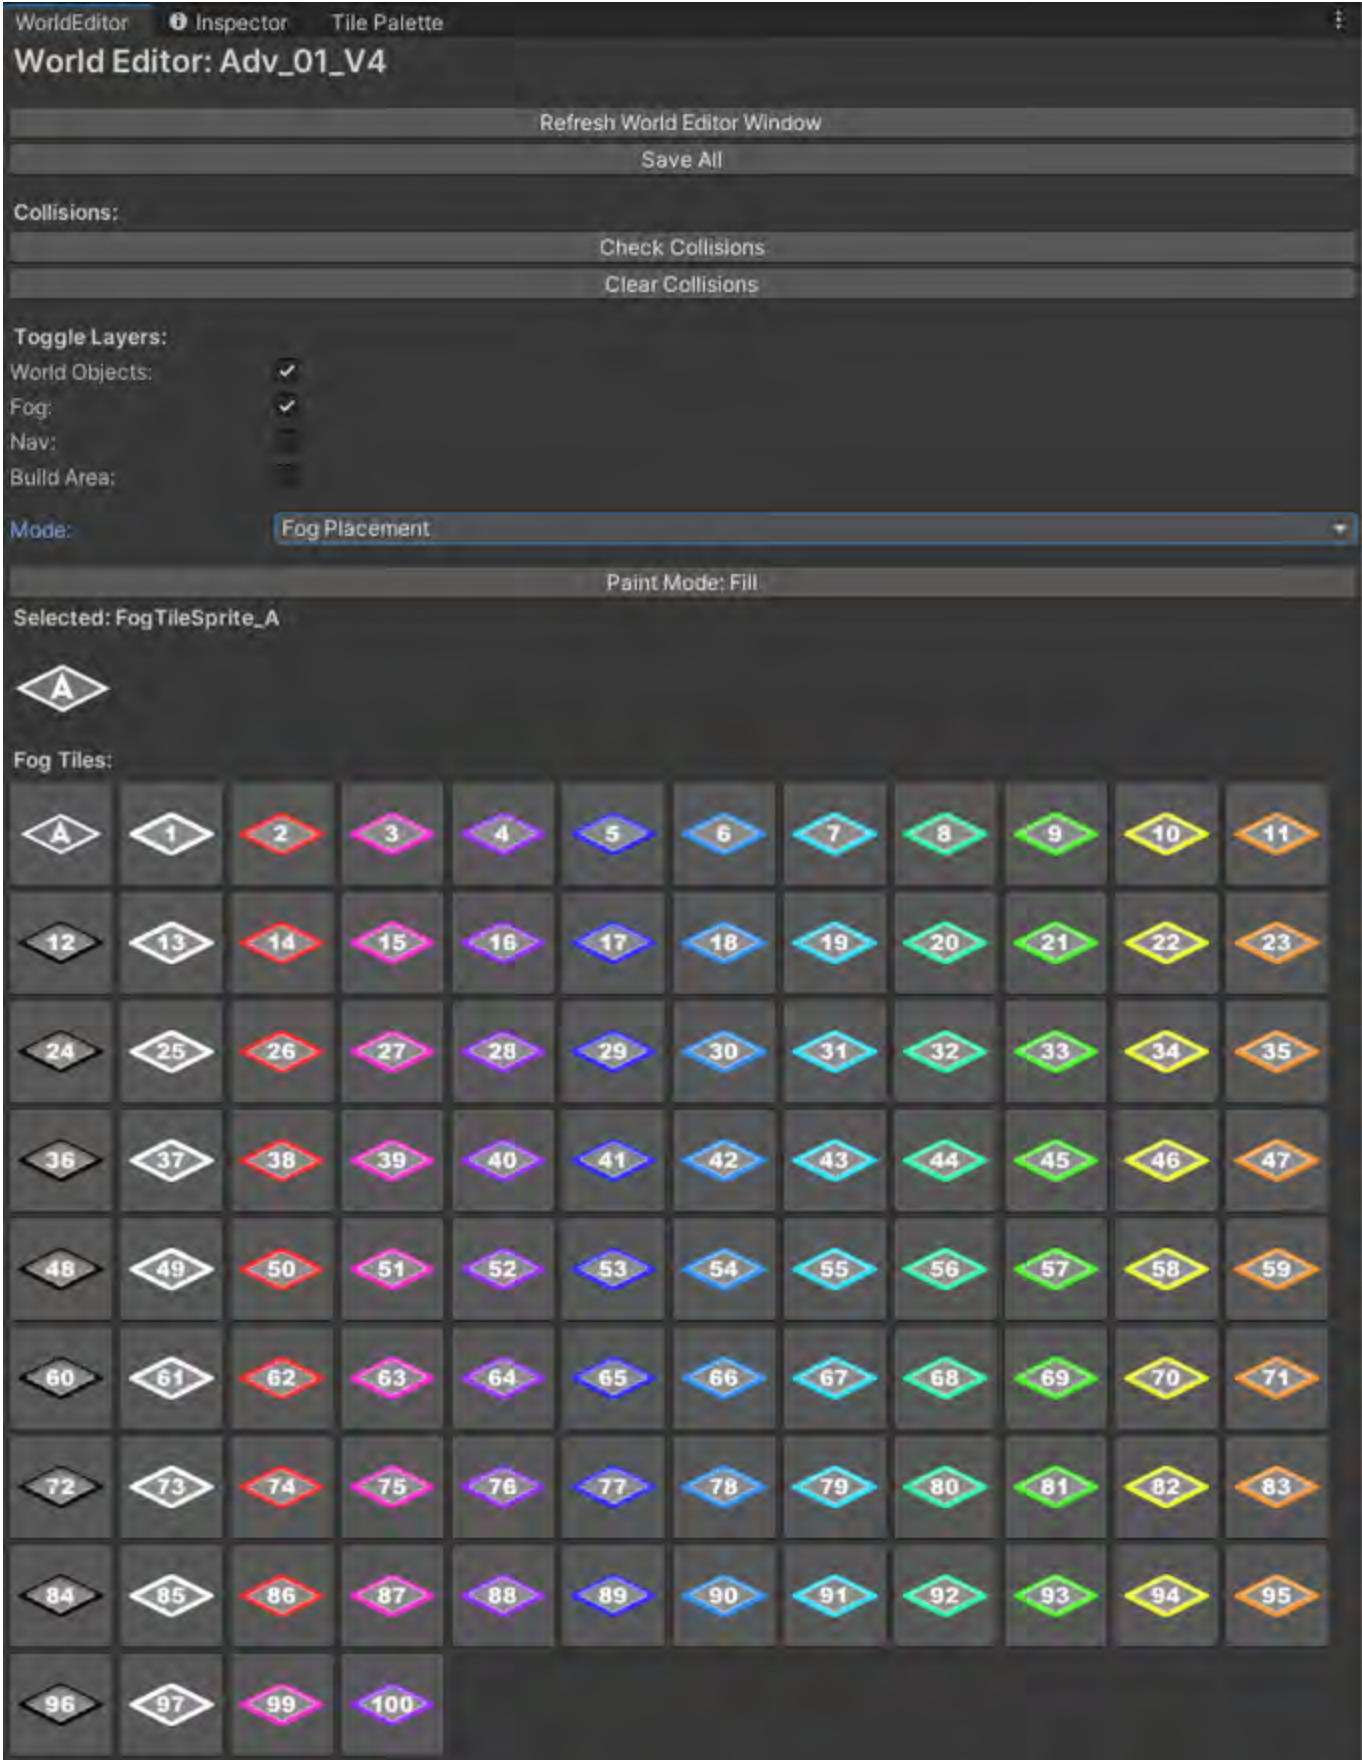 WorldEditor Inspector Tile Palette
World Editor: Adv_01_V4
Refresh World Editor Window
Save All
Collisions:
Check Collisions
Clear Collisions
Toggle Layers:
World Objects:
Fog:
Nav:
Build Area:
Mode: Fog Placement
Paint Mode: Fill
Selected: FogTileSprite_A
A
Fog Tiles:
A 1 2 3 4 5 6 7 8 9 10 11
12 13 14 15 16 17 18 19 20 21 22 23
24 25 26 27 28 29 30 31 32 33 34 35
36 37 38 39 40 41 42 43 44 45 46 47
48 49 50 51 52 53 54 55 56 57 58 59
60 61 62 63 64 65 66 67 68 69 70 71
72 73 74 75 76 77 78 79 80 81 82 83
84 85 86 87 88 89 90 91 92 93 94 95
96 97 99 100